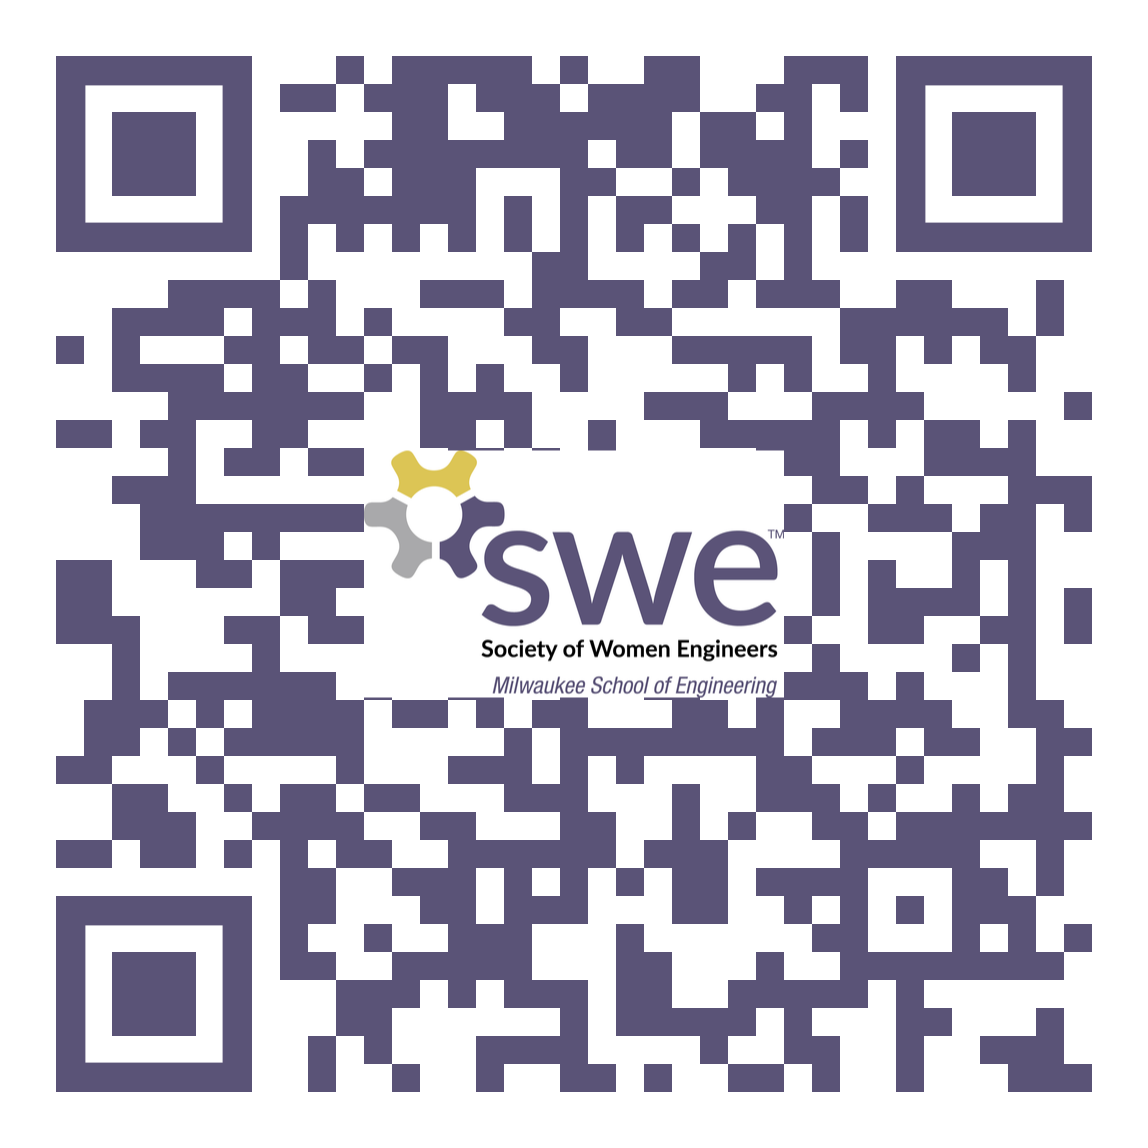 swe™
Society of Women Engineers
Milwaukee School of Engineering